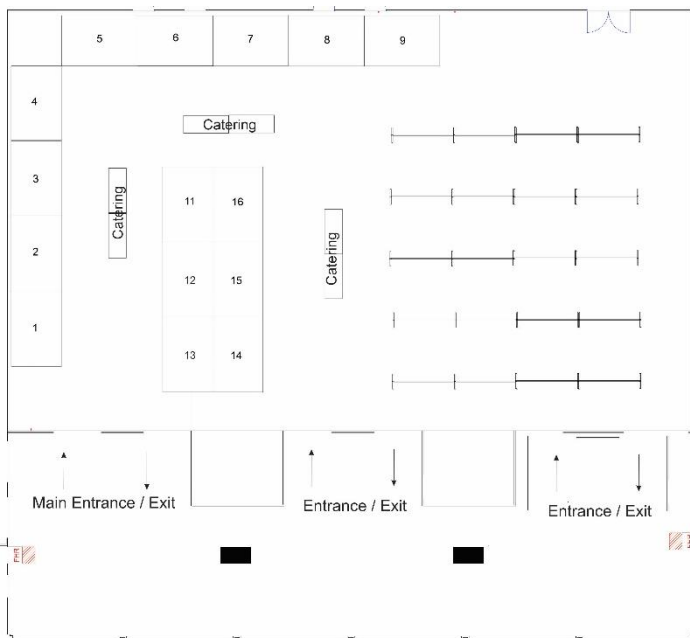 5
6
7
8
9
4
3
2
1
Catering
Catering
Catering
11
16
12
15
13
14
Main Entrance / Exit
Entrance / Exit
Entrance / Exit
FHR